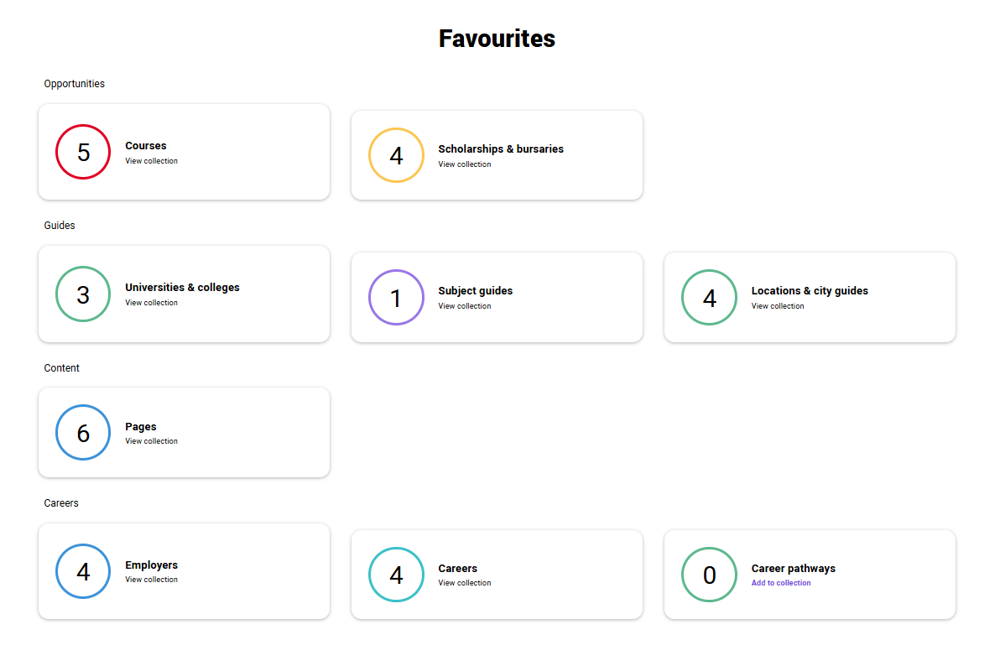 Favourites
Opportunities
5
Courses
View collection
4
Scholarships & bursaries
View collection
Guides
3
Universities & colleges
View collection
1
Subject guides
View collection
4
Locations & city guides
View collection
Content
6
Pages
View collection
Careers
4
Employers
View collection
4
Careers
View collection
0
Career pathways
Add to collection